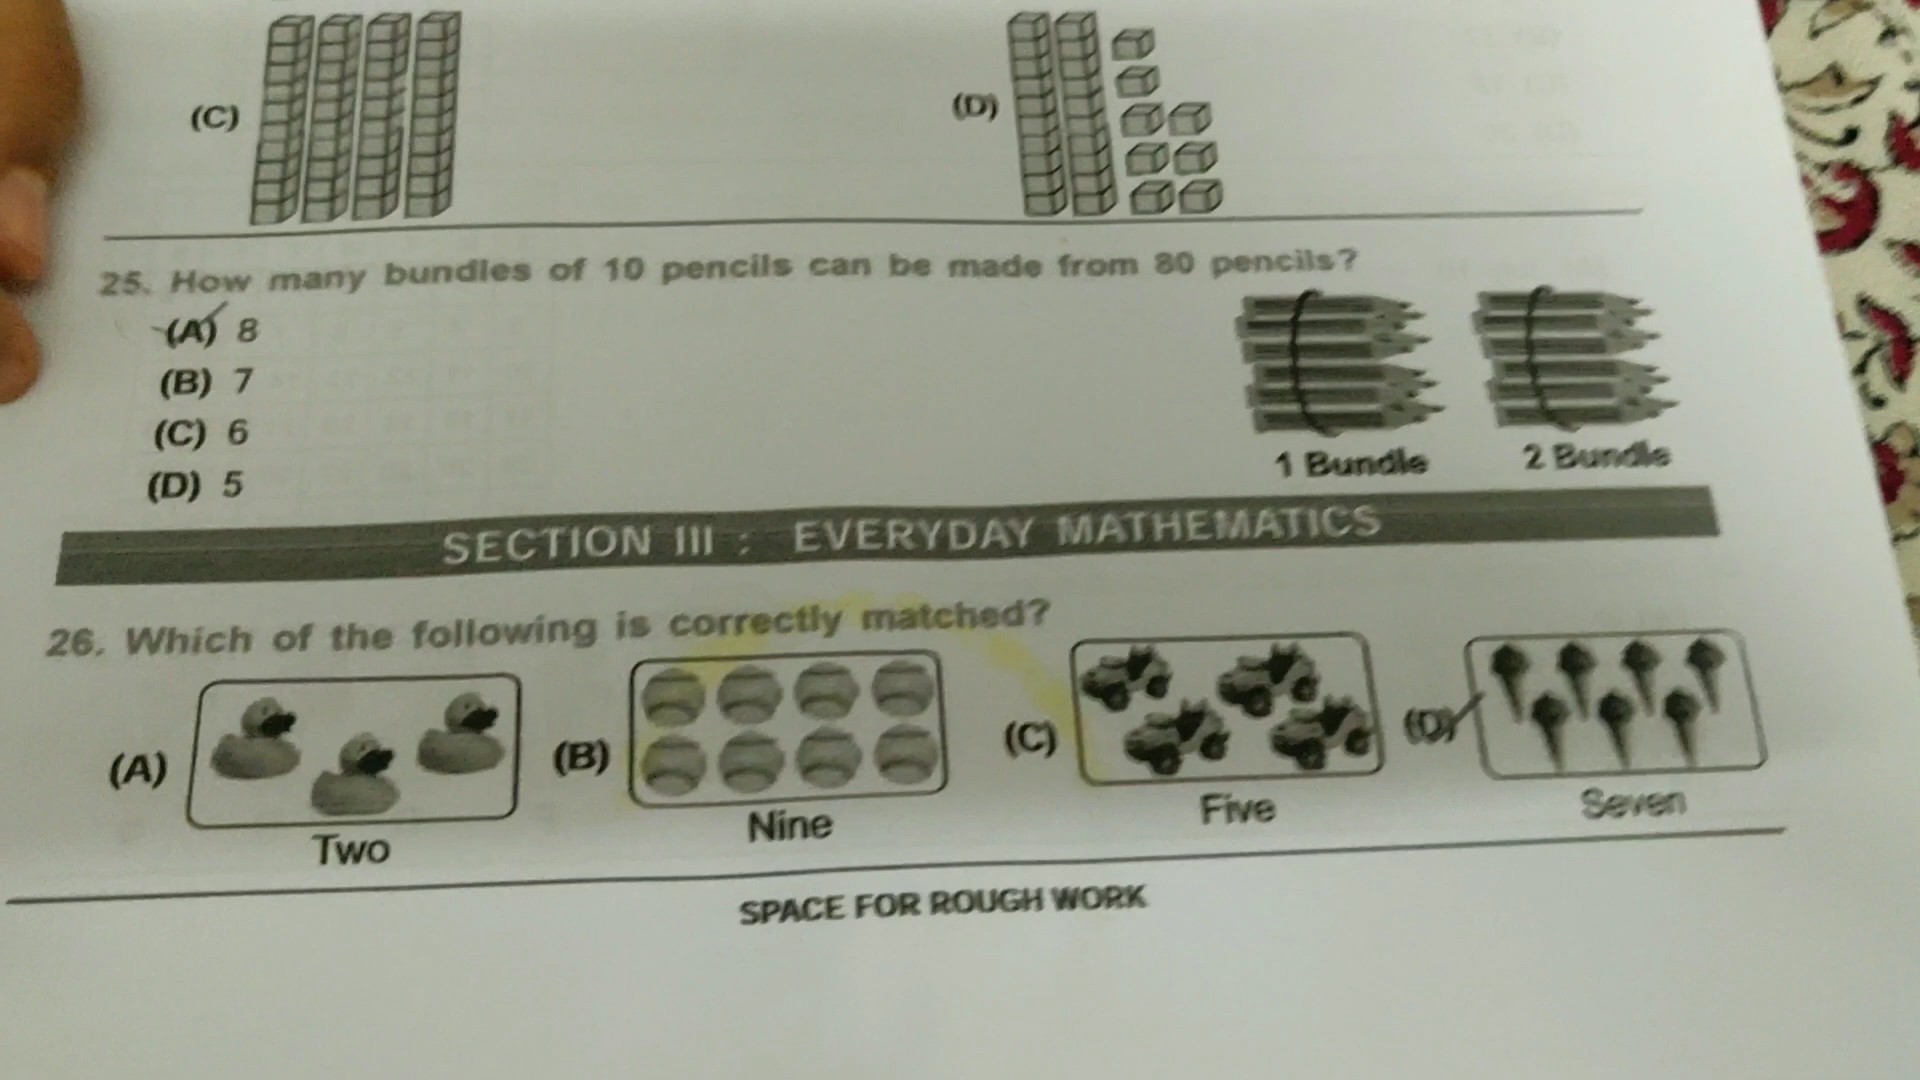 (C) (D)
25. How many bundles of 10 pencils can be made from 80 pencils?
(A) 8
(B) 7
(C) 6
(D) 5
1 Bundle 2 Bundle
SECTION III : EVERYDAY MATHEMATICS
26. Which of the following is correctly matched?
(A) (B) (C) (D)
Two Nine Five Seven
SPACE FOR ROUGH WORK